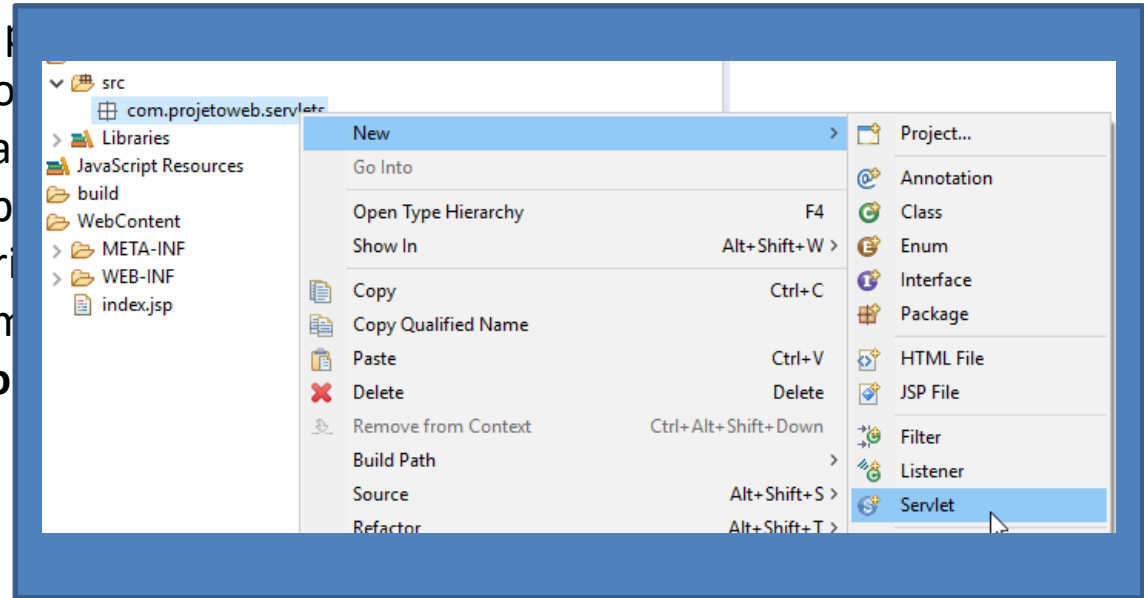 src
com.projetoweb.servlets
Libraries
JavaScript Resources
build
WebContent
META-INF
WEB-INF
index.jsp
New
Go Into
Open Type Hierarchy F4
Show In Alt+Shift+W
Copy Ctrl+C
Copy Qualified Name
Paste Ctrl+V
Delete Delete
Remove from Context Ctrl+Alt+Shift+Down
Build Path
Source Alt+Shift+S
Refactor Alt+Shift+T
Project...
Annotation
Class
Enum
Interface
Package
HTML File
JSP File
Filter
Listener
Servlet